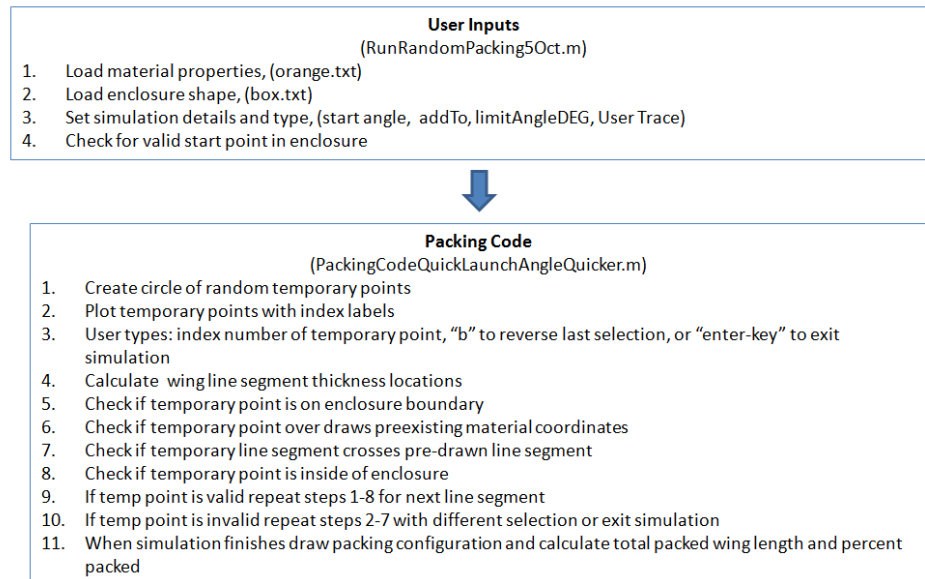 User Inputs
(RunRandomPacking5Oct.m)
1. Load material properties, (orange.txt)
2. Load enclosure shape, (box.txt)
3. Set simulation details and type, (start angle, addTo, limitAngleDEG, User Trace)
4. Check for valid start point in enclosure
Packing Code
(PackingCodeQuickLaunchAngleQuicker.m)
1. Create circle of random temporary points
2. Plot temporary points with index labels
3. User types: index number of temporary point, “b” to reverse last selection, or “enter-key” to exit
simulation
4. Calculate wing line segment thickness locations
5. Check if temporary point is on enclosure boundary
6. Check if temporary point over draws preexisting material coordinates
7. Check if temporary line segment crosses pre-drawn line segment
8. Check if temporary point is inside of enclosure
9. If temp point is valid repeat steps 1-8 for next line segment
10. If temp point is invalid repeat steps 2-7 with different selection or exit simulation
11. When simulation finishes draw packing configuration and calculate total packed wing length and percent
packed